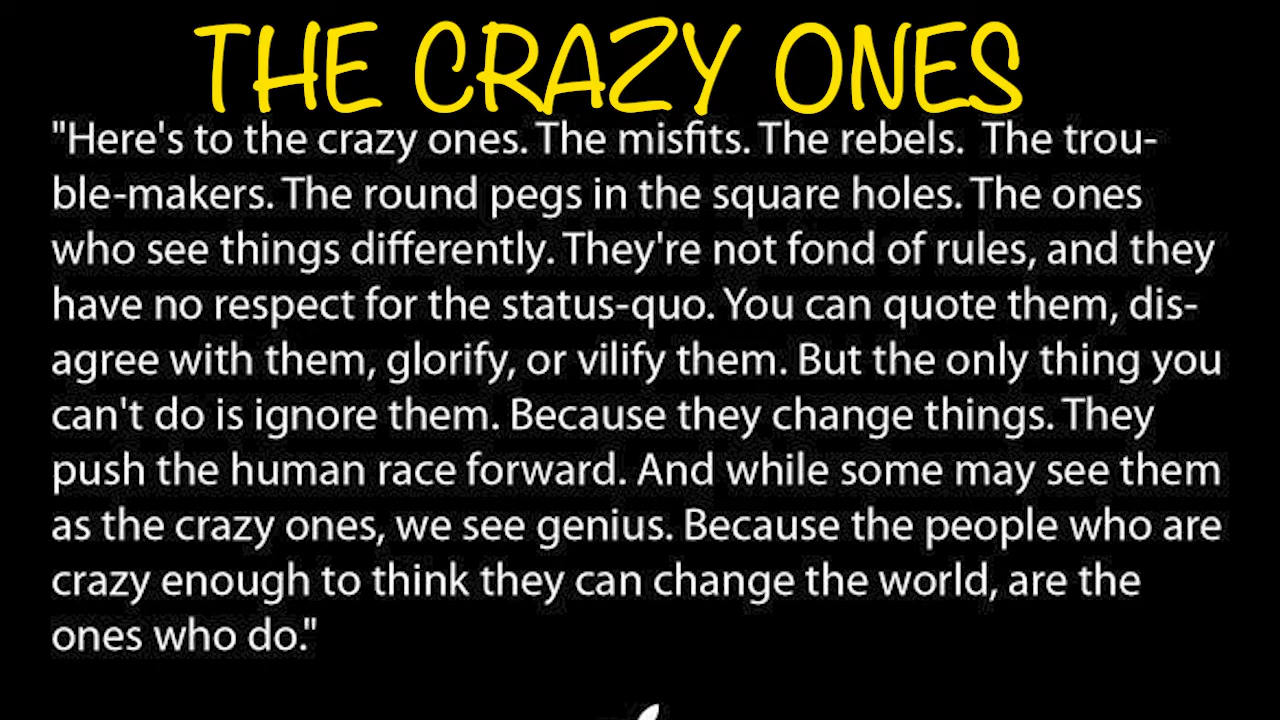 THE CRAZY ONES
"Here's to the crazy ones. The misfits. The rebels.  The trou-
ble-makers. The round pegs in the square holes. The ones
who see things differently. They're not fond of rules, and they
have no respect for the status-quo. You can quote them, dis-
agree with them, glorify, or vilify them. But the only thing you
can't do is ignore them. Because they change things. They
push the human race forward. And while some may see them
as the crazy ones, we see genius. Because the people who are
crazy enough to think they can change the world, are the
ones who do."